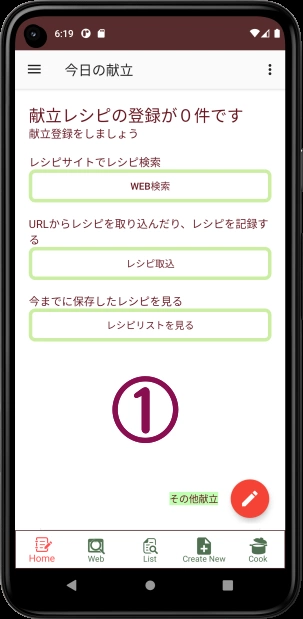 6:19
今日の献立
献立レシピの登録が０件です
献立登録をしましょう
レシピサイトでレシピ検索
WEB検索
URLからレシピを取り込んだり、レシピを記録す
る
レシピ取込
今までに保存したレシピを見る
レシピリストを見る
①
その他献立
Home Web List Create New Cook